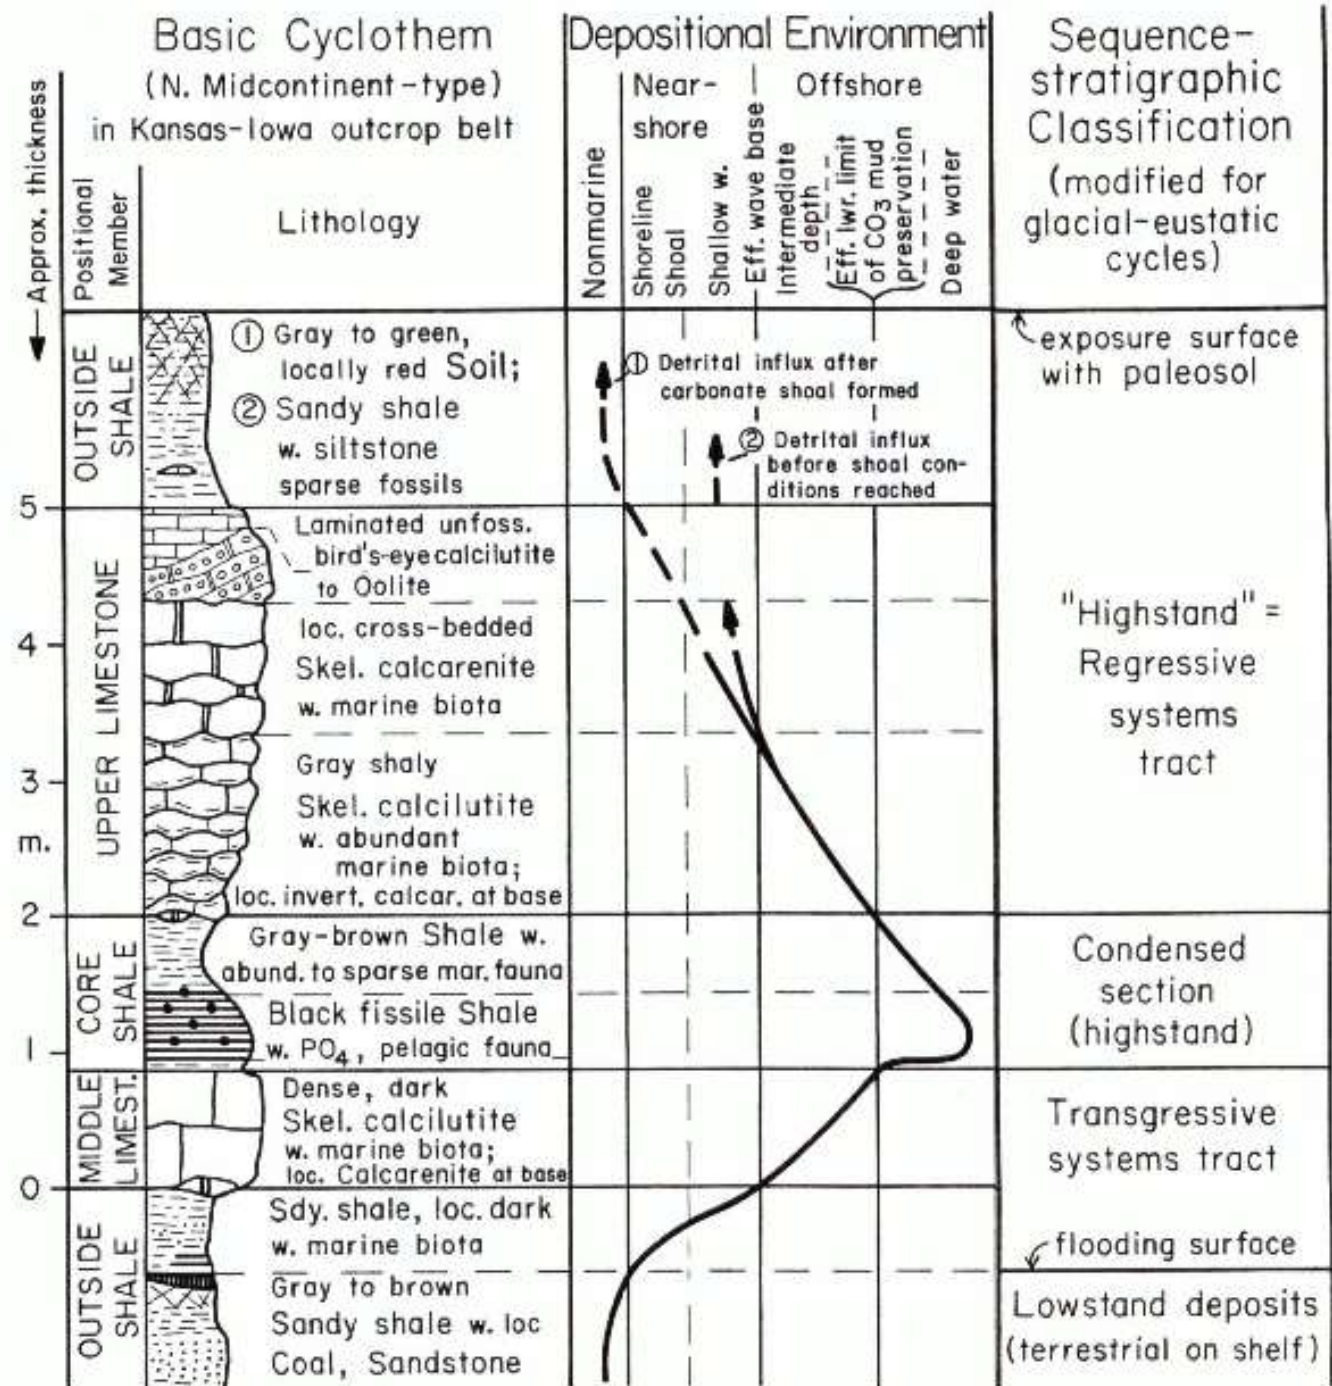 Basic Cyclothem
(N. Midcontinent-type)
in Kansas-Iowa outcrop belt
← Approx. thickness
Positional
Member
Lithology
Depositional Environment
Near-
shore
Offshore
Nonmarine
Shoreline
Shoal
Shallow w.
Eff. wave base
Intermediate
depth
Eff. lwr. limit
of CO3 mud
preservation
Deep water
Sequence-
stratigraphic
Classification
(modified for
glacial-eustatic
cycles)
OUTSIDE
SHALE
① Gray to green,
locally red Soil;
② Sandy shale
w. siltstone
sparse fossils
① Detrital influx after
carbonate shoal formed
② Detrital influx
before shoal con-
ditions reached
exposure surface
with paleosol
5
4
3
m.
2
1
0
UPPER LIMESTONE
Laminated unfoss.
bird's-eye calcilutite
to Oolite
loc. cross-bedded
Skel. calcarenite
w. marine biota
Gray shaly
Skel. calcilutite
w. abundant
marine biota;
loc. invert. calcar. at base
"Highstand" =
Regressive
systems
tract
CORE
SHALE
Gray-brown Shale w.
abund. to sparse mar. fauna
Black fissile Shale
w. PO4, pelagic fauna
Condensed
section
(highstand)
MIDDLE
LIMEST.
Dense, dark
Skel. calcilutite
w. marine biota;
loc. Calcarenite at base
Transgressive
systems tract
OUTSIDE
SHALE
Sdy. shale, loc. dark
w. marine biota
flooding surface
Gray to brown
Sandy shale w. loc
Coal, Sandstone
Lowstand deposits
(terrestrial on shelf)